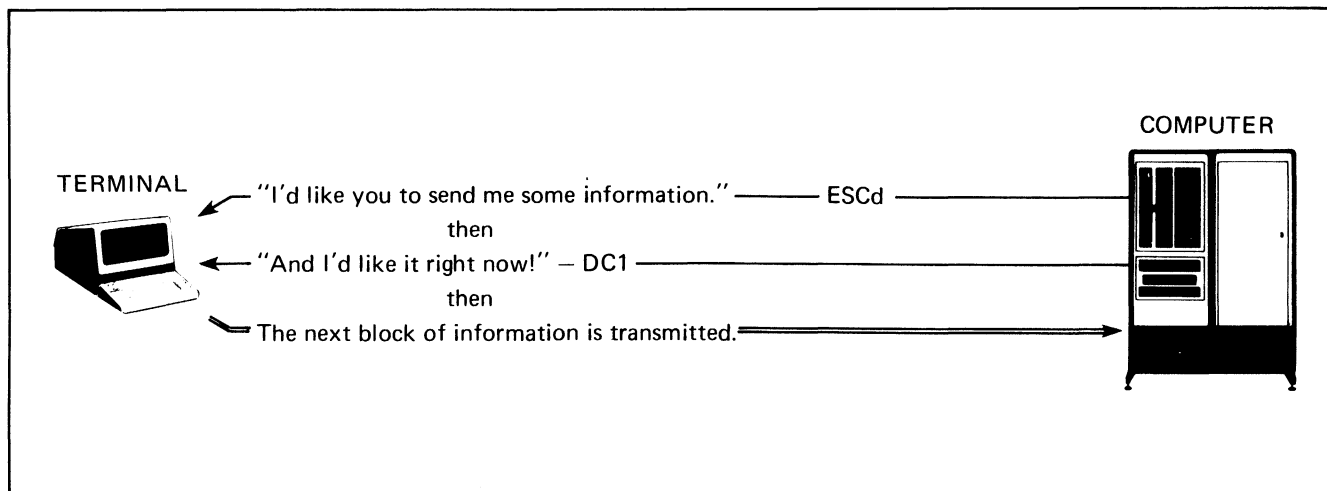 COMPUTER
TERMINAL
"I'd like you to send me some information." ESCd
then
"And I'd like it right now!" – DC1
then
The next block of information is transmitted.